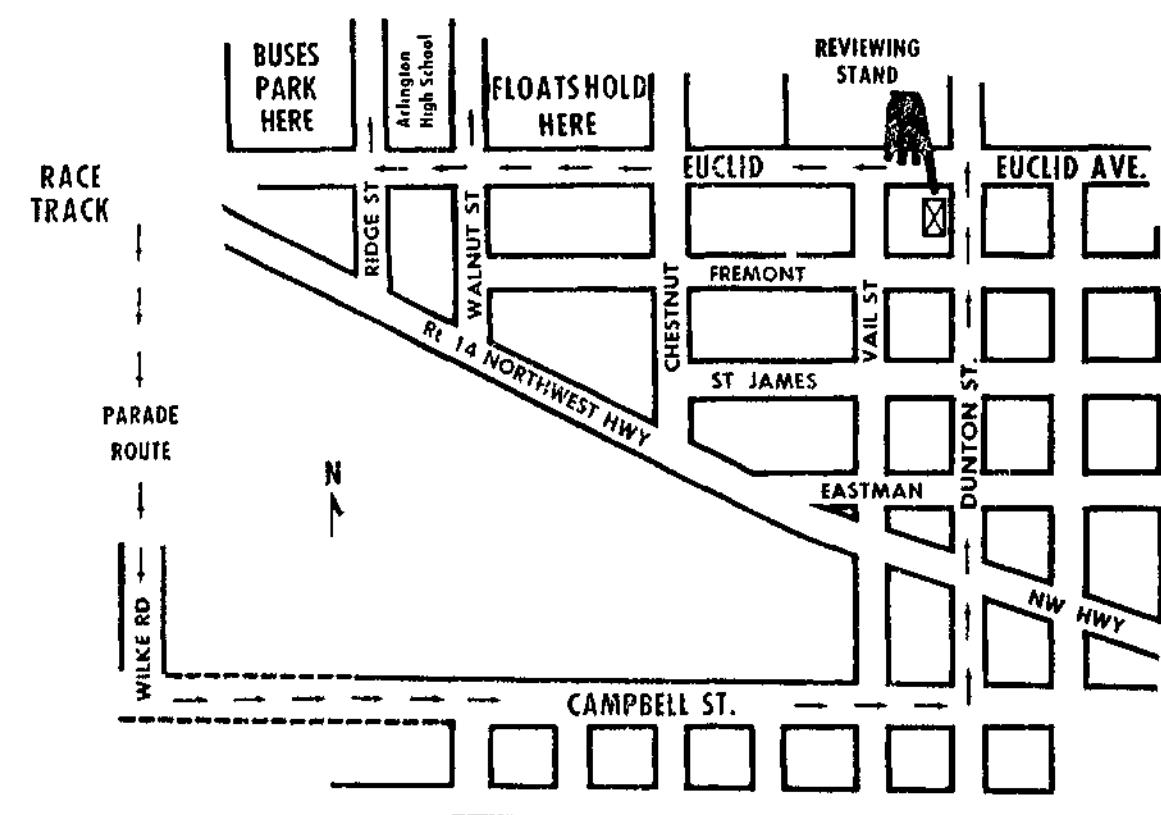 BUSES
PARK
HERE
Arlington
High School
FLOATS HOLD
HERE
REVIEWING
STAND
RACE
TRACK
EUCLID
EUCLID AVE.
RIDGE ST
WALNUT ST
CHESTNUT
FREMONT
VAIL ST
Rt. 14 NORTHWEST HWY
ST JAMES
DUNTON ST.
PARADE
ROUTE
N
EASTMAN
NW HWY
WILKE RD
CAMPBELL ST.